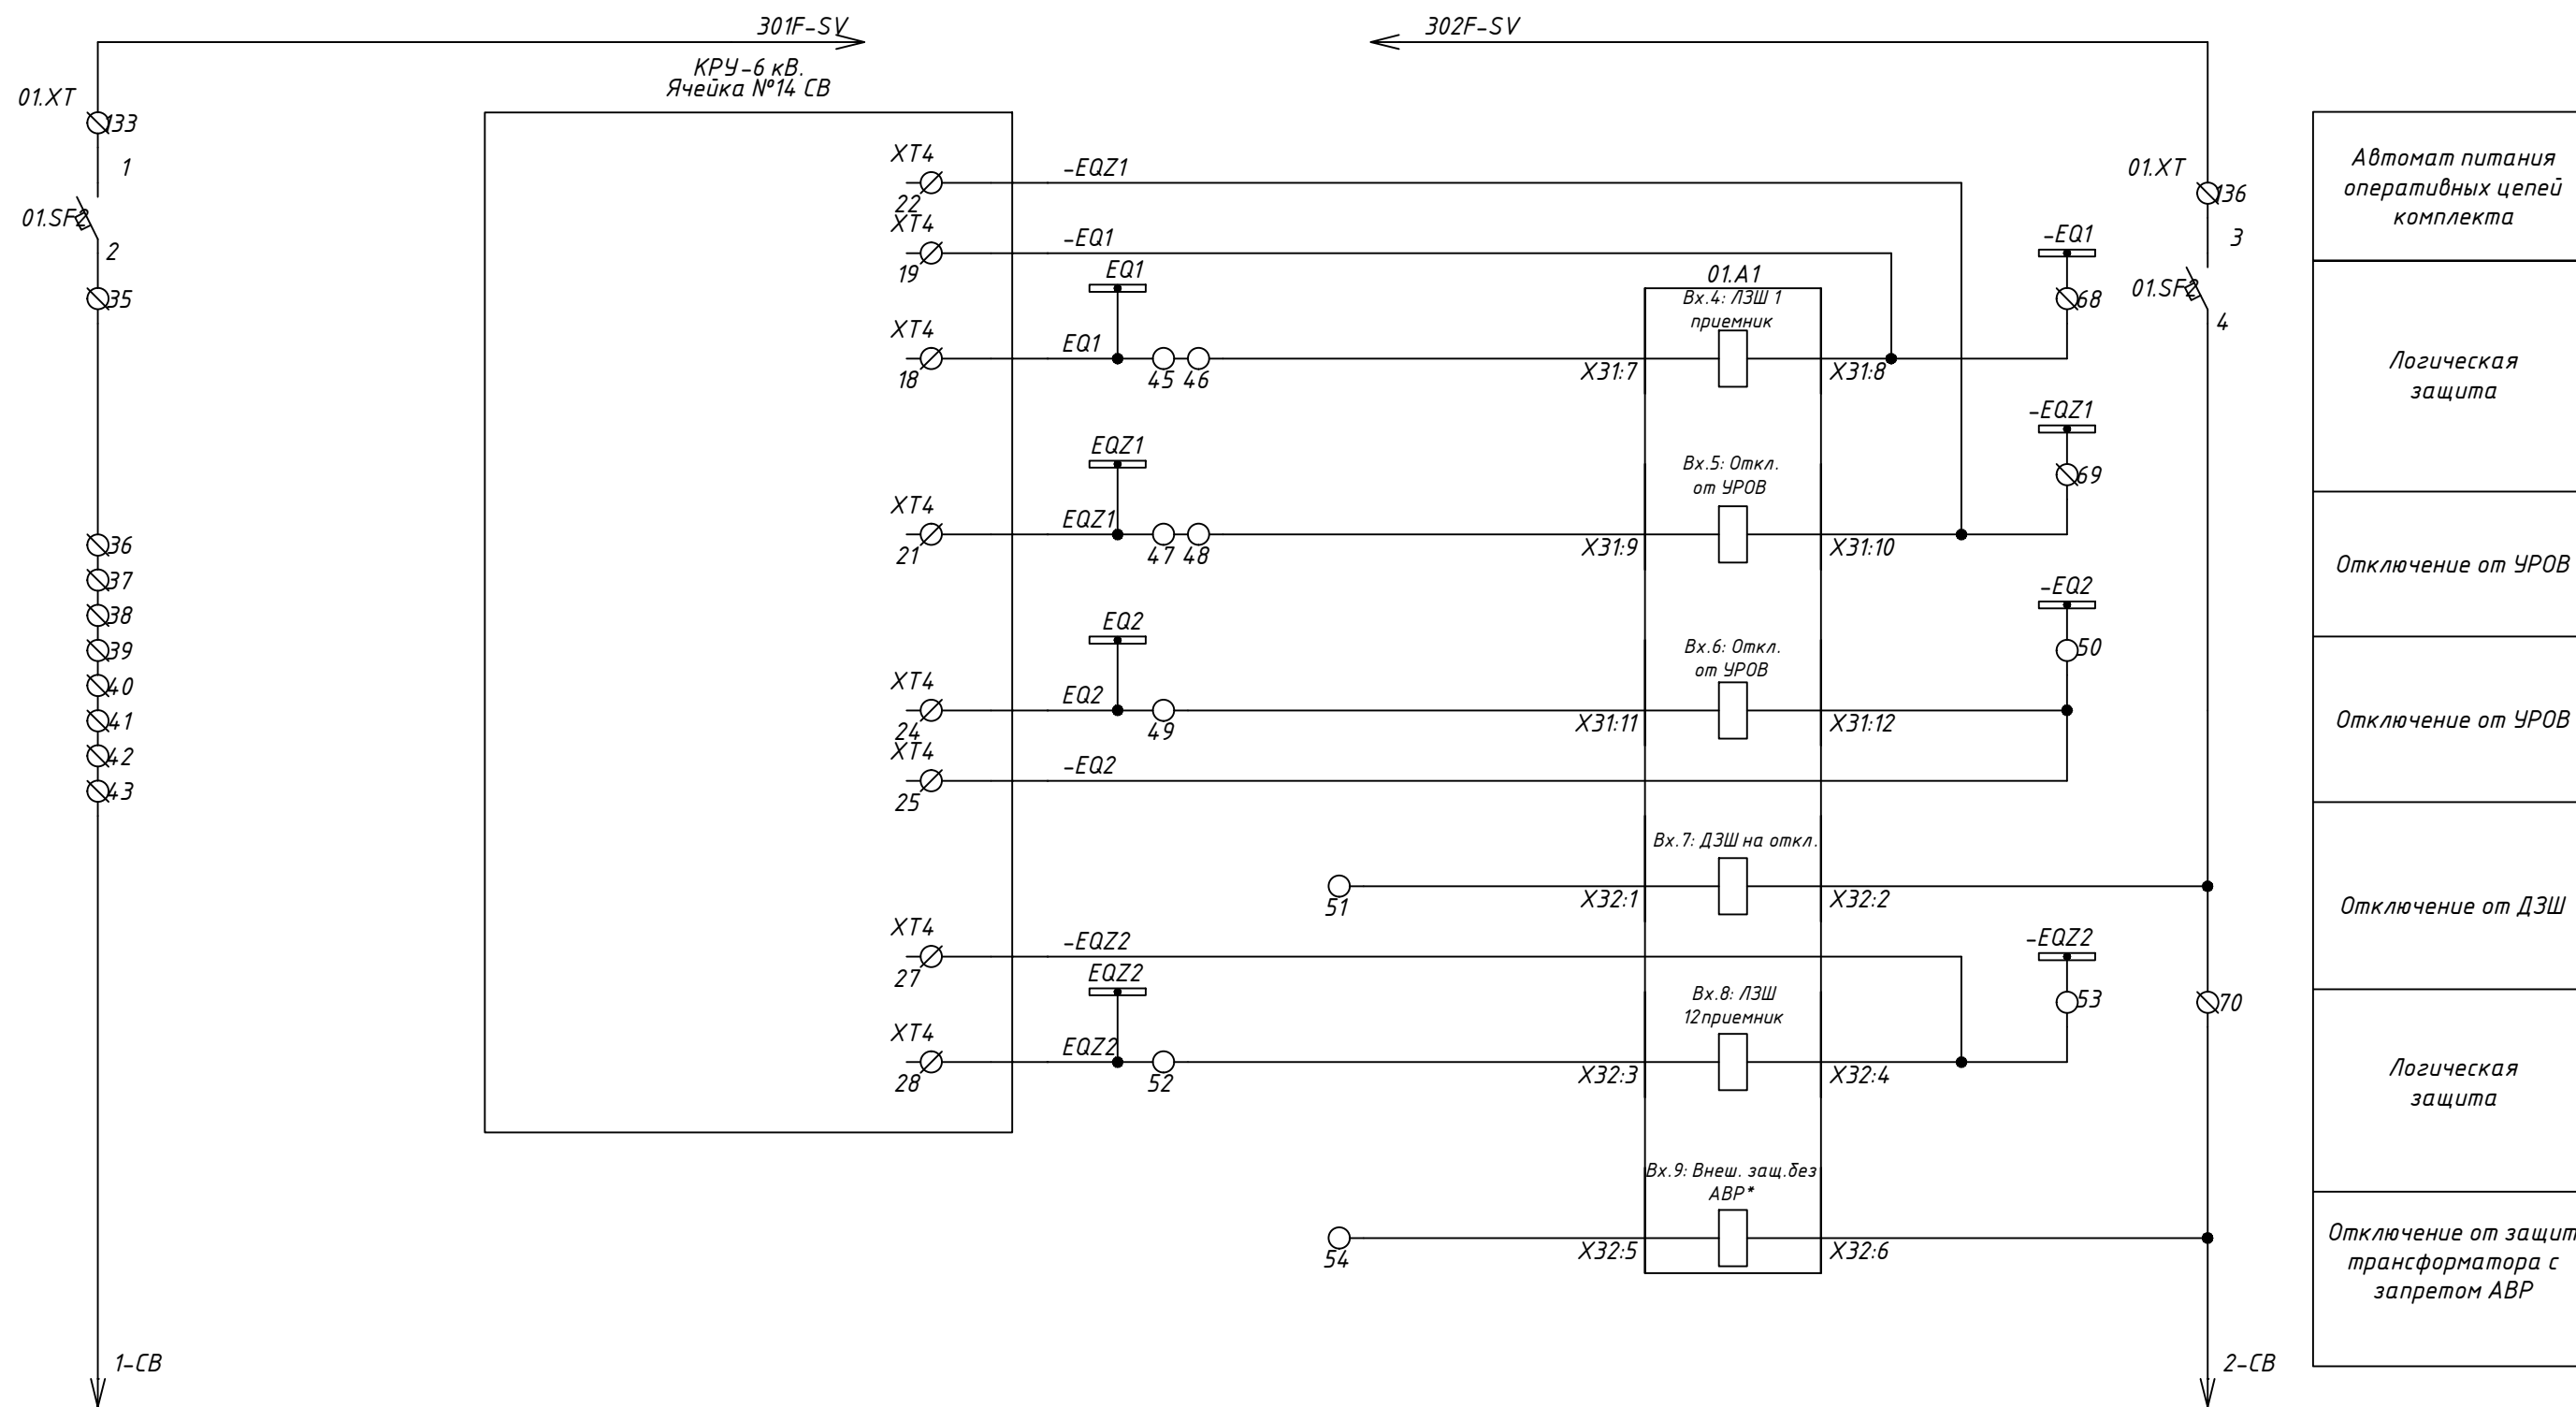 301F-SV
302F-SV
КРУ-6 кВ.
Ячейка №14 СВ
01.XT
133
1
01.SF2
2
35
36
37
38
39
40
41
42
43
1-СВ
XT4
22
XT4
19
XT4
18
XT4
21
XT4
24
XT4
25
XT4
27
XT4
28
-EQZ1
-EQ1
EQ1
EQ1
45 46
EQZ1
EQZ1
47 48
EQ2
EQ2
49
-EQ2
51
-EQZ2
EQZ2
EQZ2
52
54
01.A1
Вх.4: ЛЗШ 1
приемник
X31:7
X31:8
Вх.5: Откл.
от УРОВ
X31:9
X31:10
Вх.6: Откл.
от УРОВ
X31:11
X31:12
Вх.7: ДЗШ на откл.
X32:1
X32:2
Вх.8: ЛЗШ
12приемник
X32:3
X32:4
Вх.9: Внеш. защ.без
АВР*
X32:5
X32:6
-EQ1
68
-EQZ1
69
-EQ2
50
-EQZ2
53
01.XT
136
3
01.SF2
4
70
2-СВ
Автомат питания
оперативных цепей
комплекта
Логическая
защита
Отключение от УРОВ
Отключение от УРОВ
Отключение от ДЗШ
Логическая
защита
Отключение от защит
трансформатора с
запретом АВР